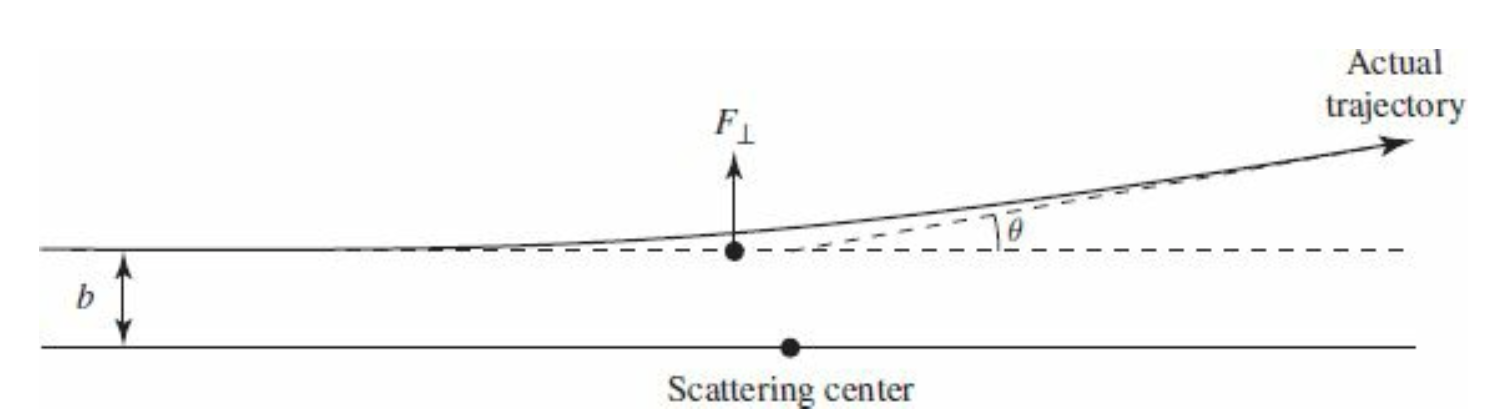 Actual
trajectory
F⊥
θ
b
Scattering center